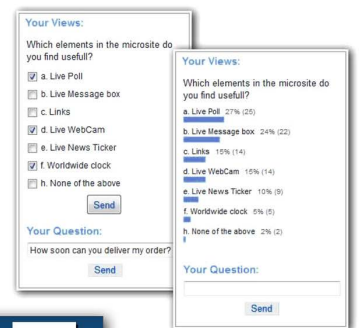 Your Views:
Which elements in the microsite do
you find usefull?
a. Live Poll
b. Live Message box
c. Links
d. Live WebCam
e. Live News Ticker
f. Worldwide clock
h. None of the above
Send
Your Question:
How soon can you deliver my order?
Send
Your Views:
Which elements in the microsite do
you find usefull?
a. Live Poll 27% (25)
b. Live Message box 24% (22)
c. Links 15% (14)
d. Live WebCam 15% (14)
e. Live News Ticker 10% (9)
f. Worldwide clock 5% (5)
h. None of the above 2% (2)
Your Question:
Send